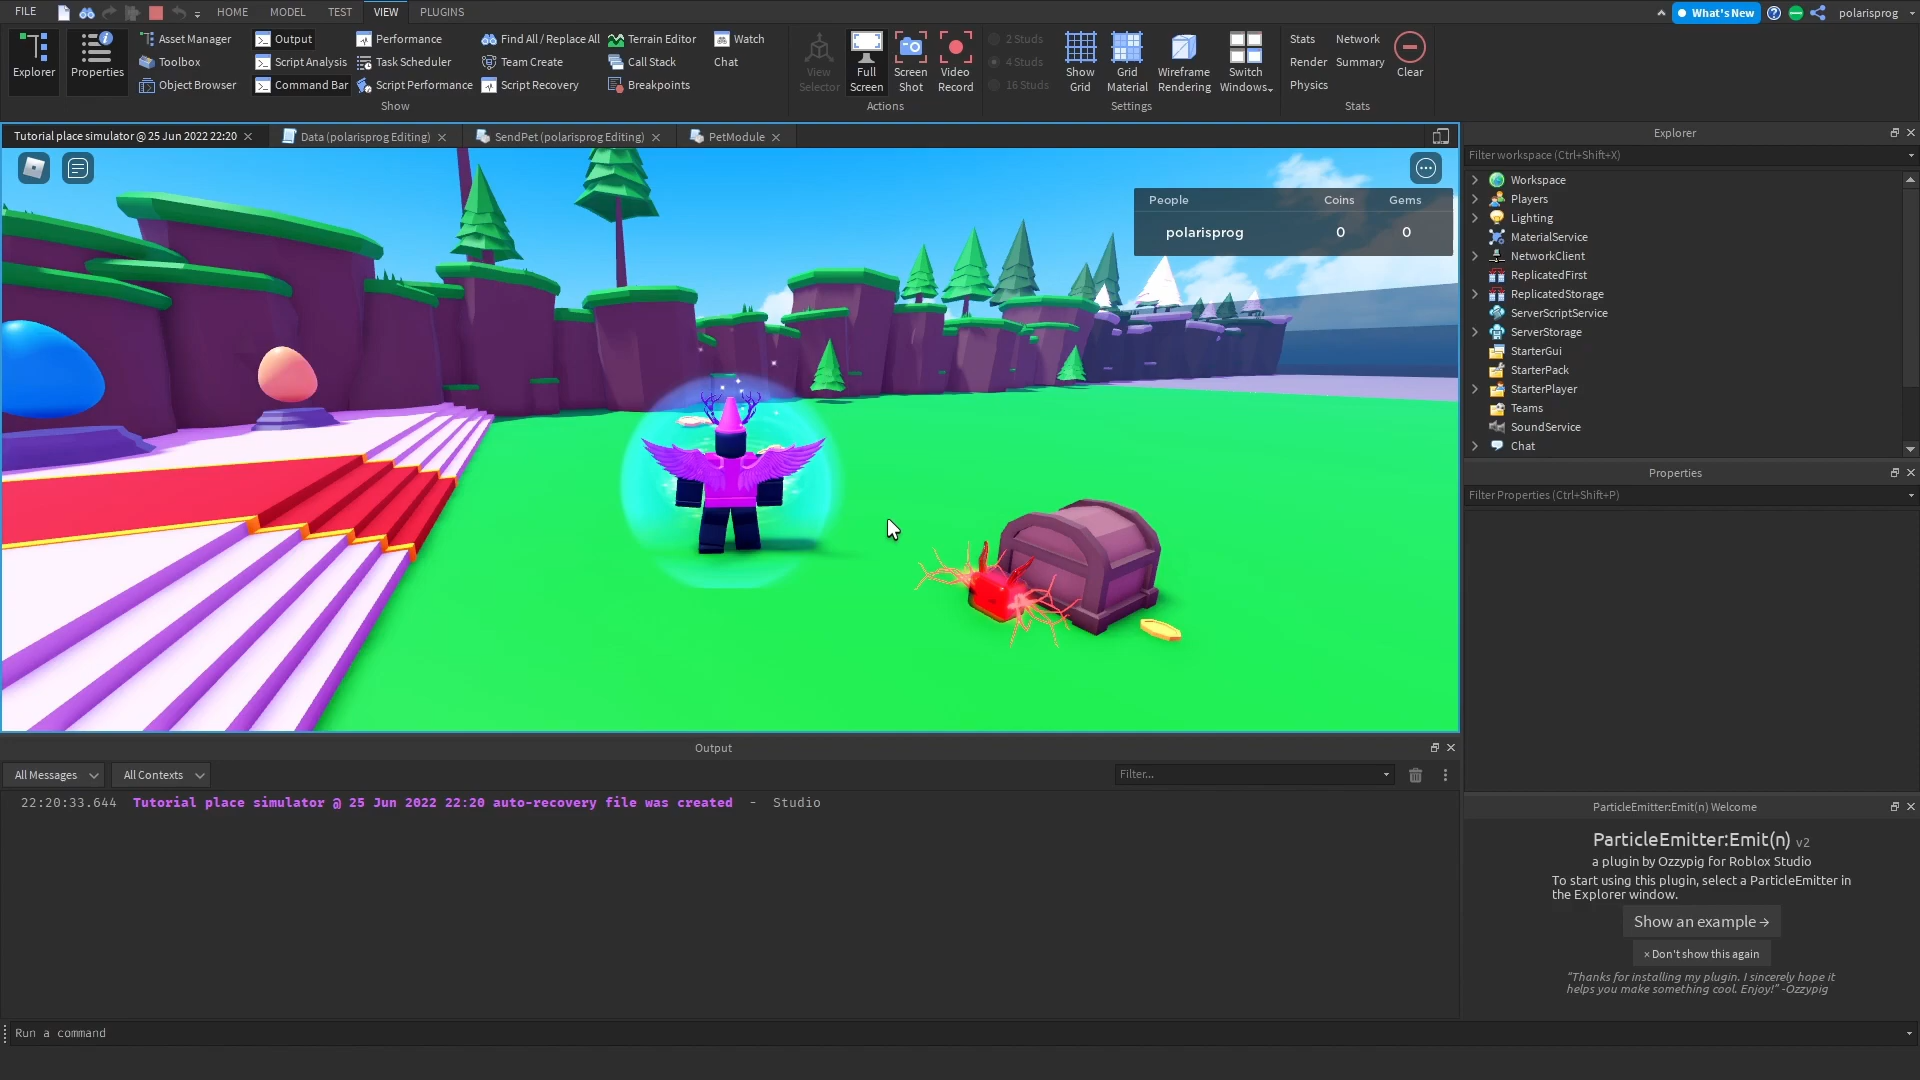 FILE
HOME
MODEL
TEST
VIEW
PLUGINS
What's New
polarisprog
Explorer
Properties
Asset Manager
Toolbox
Object Browser
Output
Script Analysis
Command Bar
Performance
Task Scheduler
Script Performance
Find All / Replace All
Team Create
Script Recovery
Terrain Editor
Call Stack
Breakpoints
Watch
Chat
Show
View
Selector
Full
Screen
Screen
Shot
Video
Record
Actions
2 Studs
4 Studs
16 Studs
Show
Grid
Grid
Material
Wireframe
Rendering
Switch
Windows
Settings
Stats
Render
Physics
Network
Summary
Clear
Stats
Tutorial place simulator @ 25 Jun 2022 22:20
Data (polarisprog Editing)
SendPet (polarisprog Editing)
PetModule
People Coins Gems
polarisprog 0 0
Explorer
Filter workspace (Ctrl+Shift+X)
Workspace
Players
Lighting
MaterialService
NetworkClient
ReplicatedFirst
ReplicatedStorage
ServerScriptService
ServerStorage
StarterGui
StarterPack
StarterPlayer
Teams
SoundService
Chat
Properties
Filter Properties (Ctrl+Shift+P)
Output
All Messages
All Contexts
Filter...
22:20:33.644 Tutorial place simulator @ 25 Jun 2022 22:20 auto-recovery file was created - Studio
ParticleEmitter:Emit(n) Welcome
ParticleEmitter:Emit(n) v2
a plugin by Ozzypig for Roblox Studio
To start using this plugin, select a ParticleEmitter in
the Explorer window.
Show an example →
× Don't show this again
"Thanks for installing my plugin. I sincerely hope it
helps you make something cool. Enjoy!" -Ozzypig
Run a command